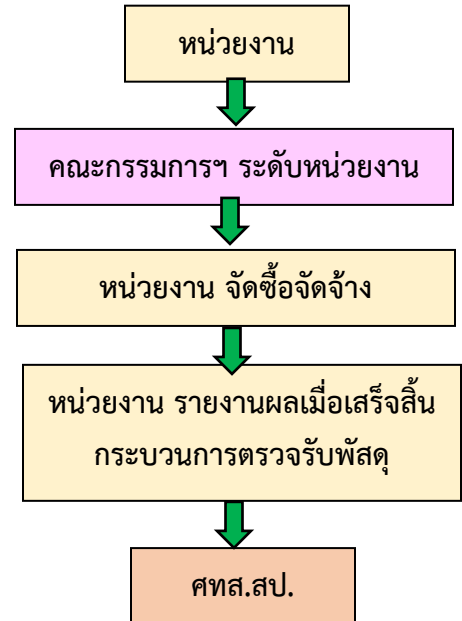 หน่วยงาน
คณะกรรมการฯ ระดับหน่วยงาน
หน่วยงาน จัดซื้อจัดจ้าง
หน่วยงาน รายงานผลเมื่อเสร็จสิ้น
กระบวนการตรวจรับพัสดุ
ศทส.สป.